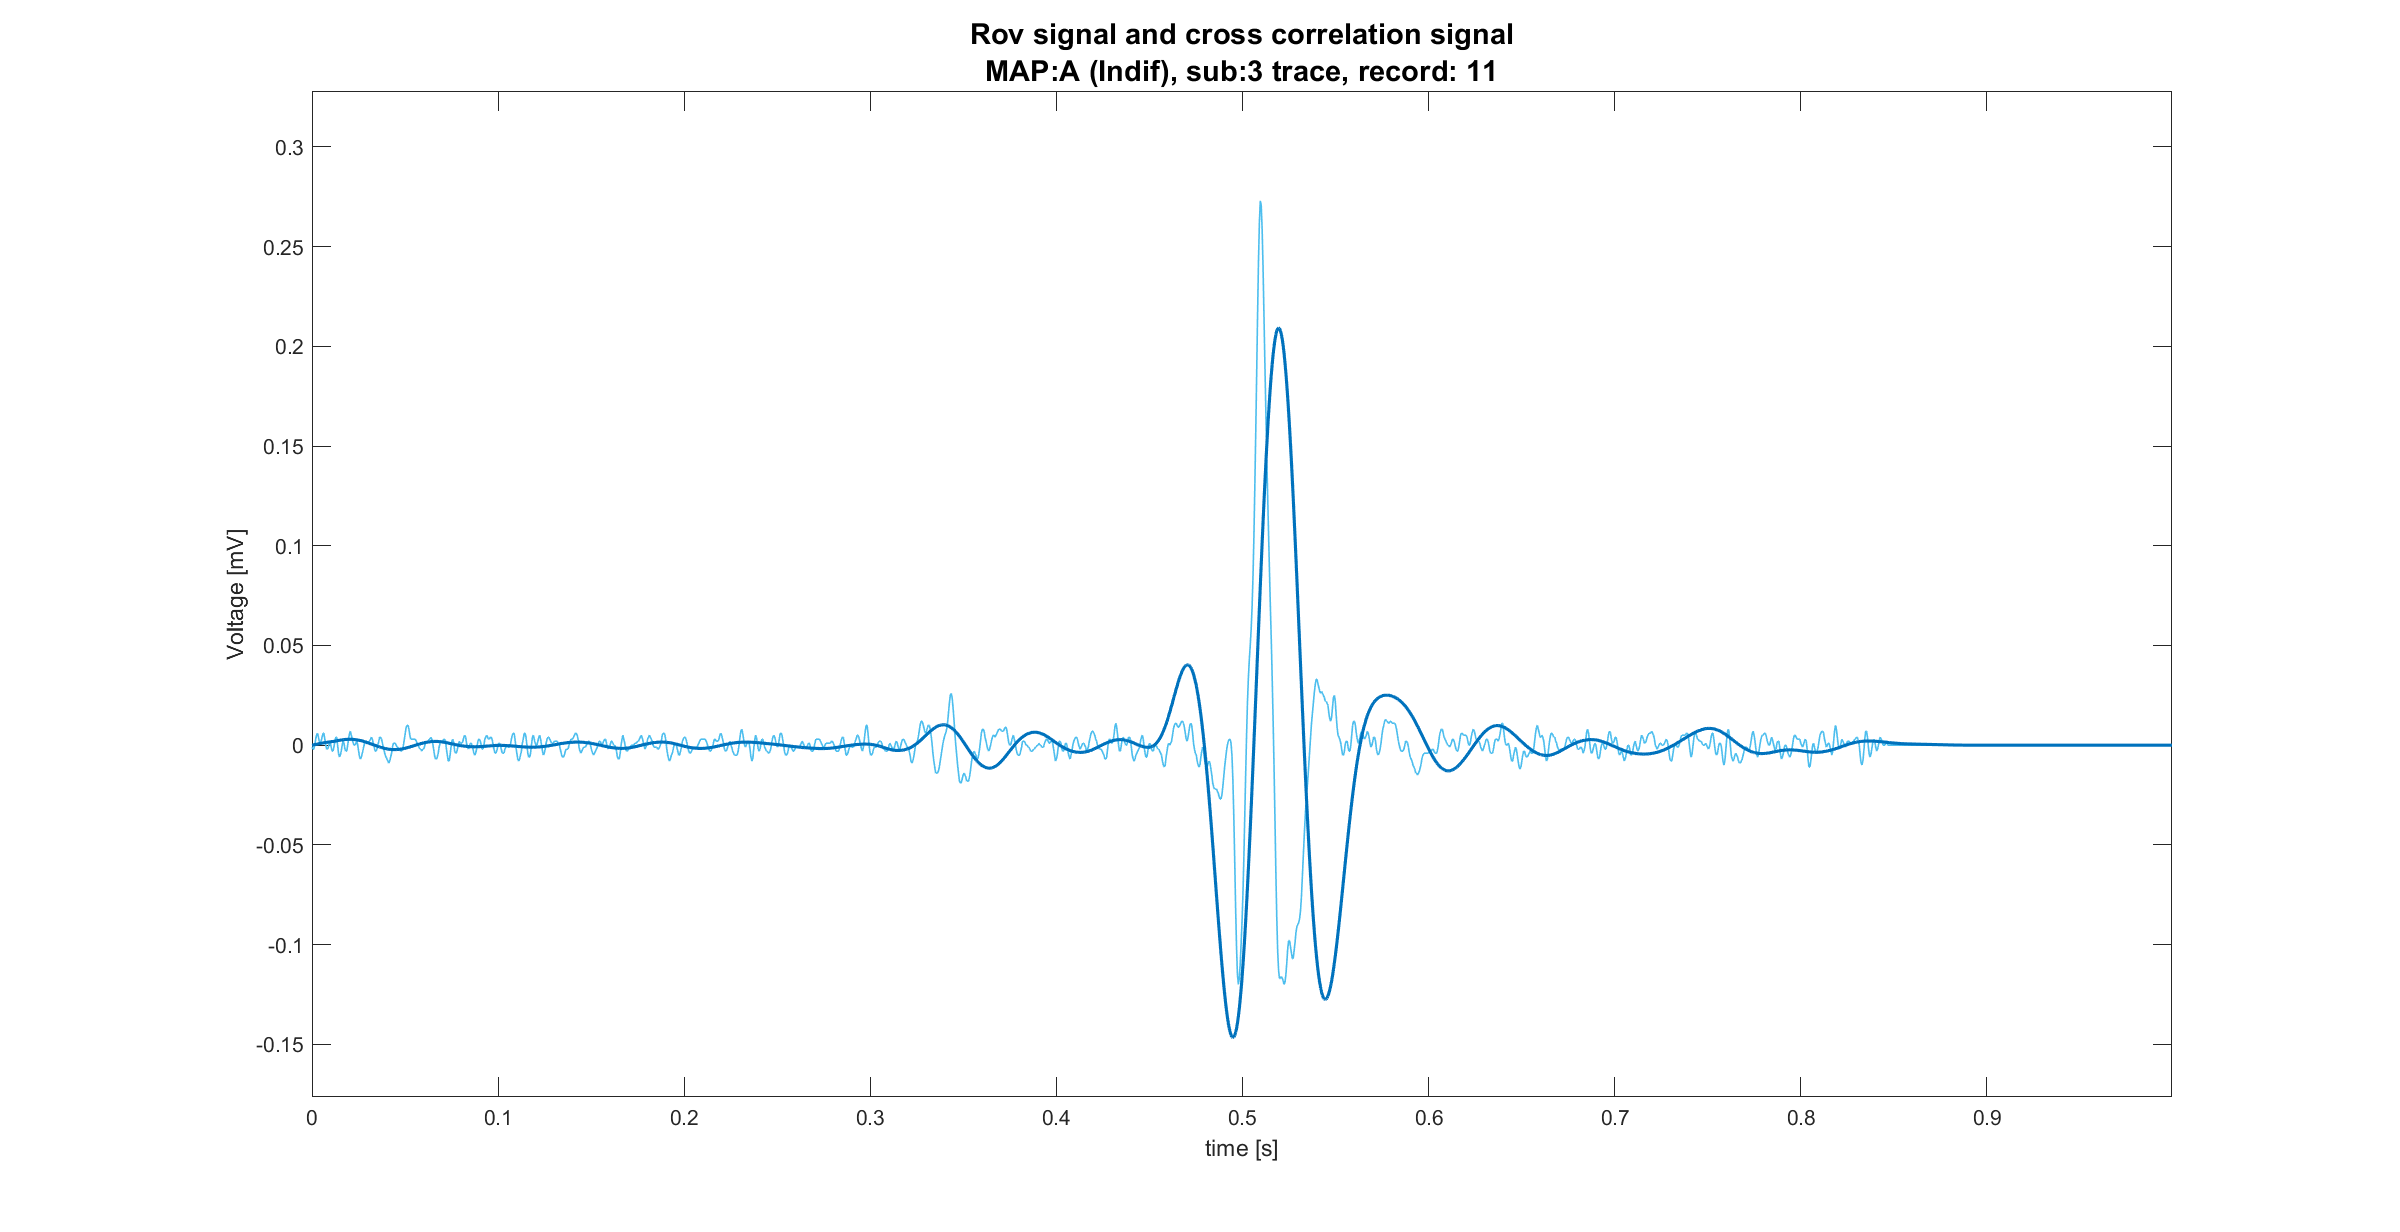 Rov signal and cross correlation signal
MAP:A (Indif), sub:3 trace, record: 11
0.3
0.25
0.2
0.15
0.1
0.05
0
-0.05
-0.1
-0.15
Voltage [mV]
0 0.1 0.2 0.3 0.4 0.5 0.6 0.7 0.8 0.9
time [s]